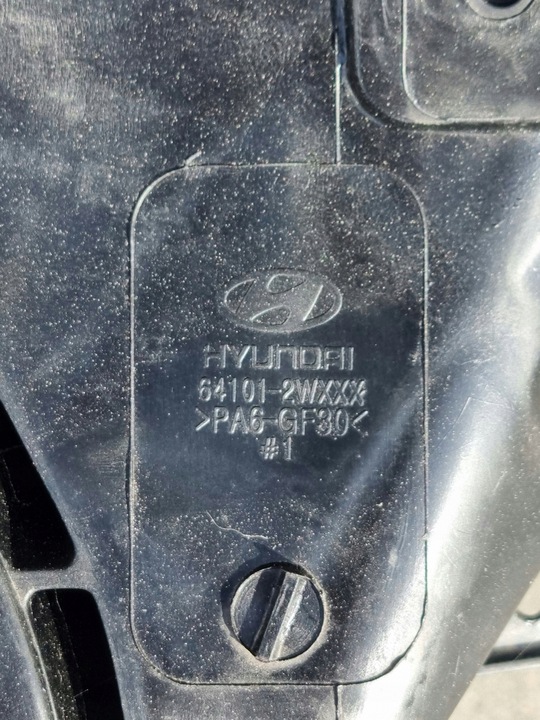 HYUNDAI
64101-2WXXX
>PA6-GF30<
#1